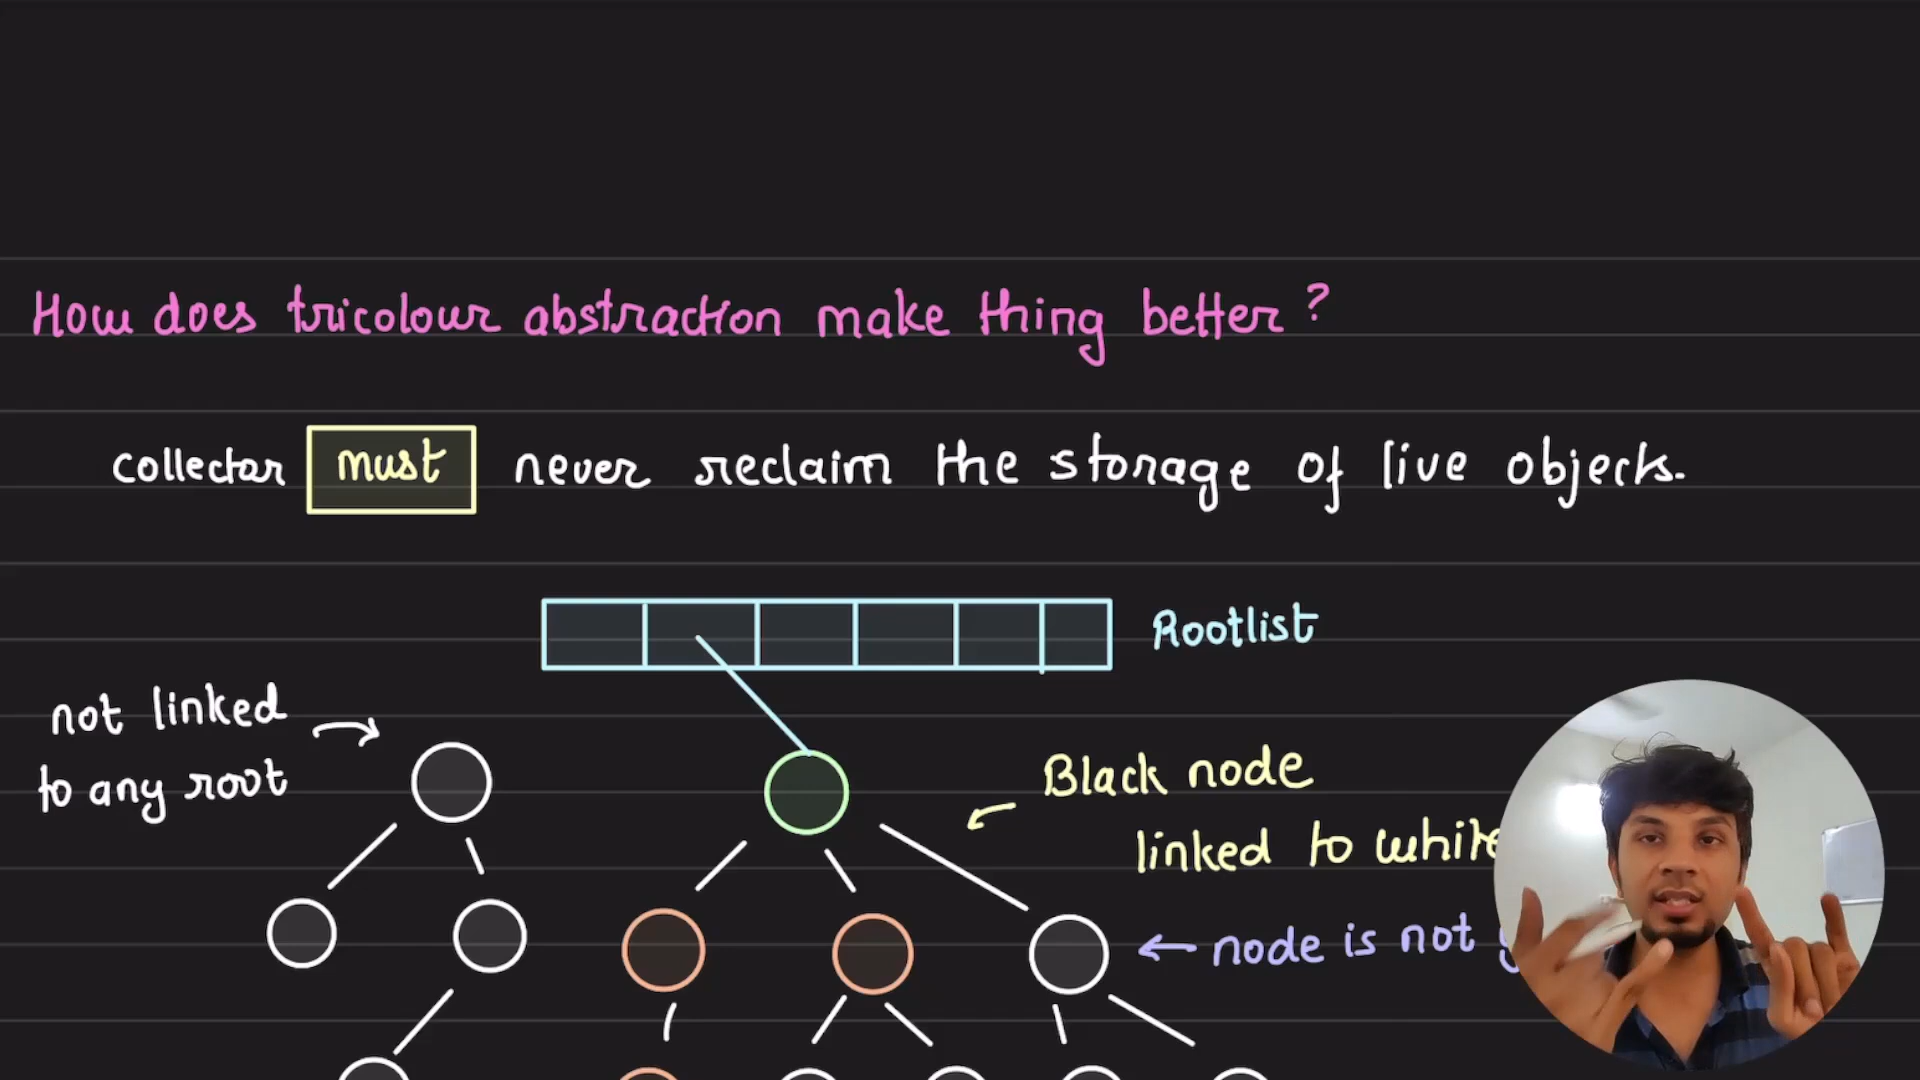 How does tricolour abstraction make thing better?
collector must never reclaim the storage of live objects.
Rootlist
not linked
to any root
Black node
linked to white
← node is not